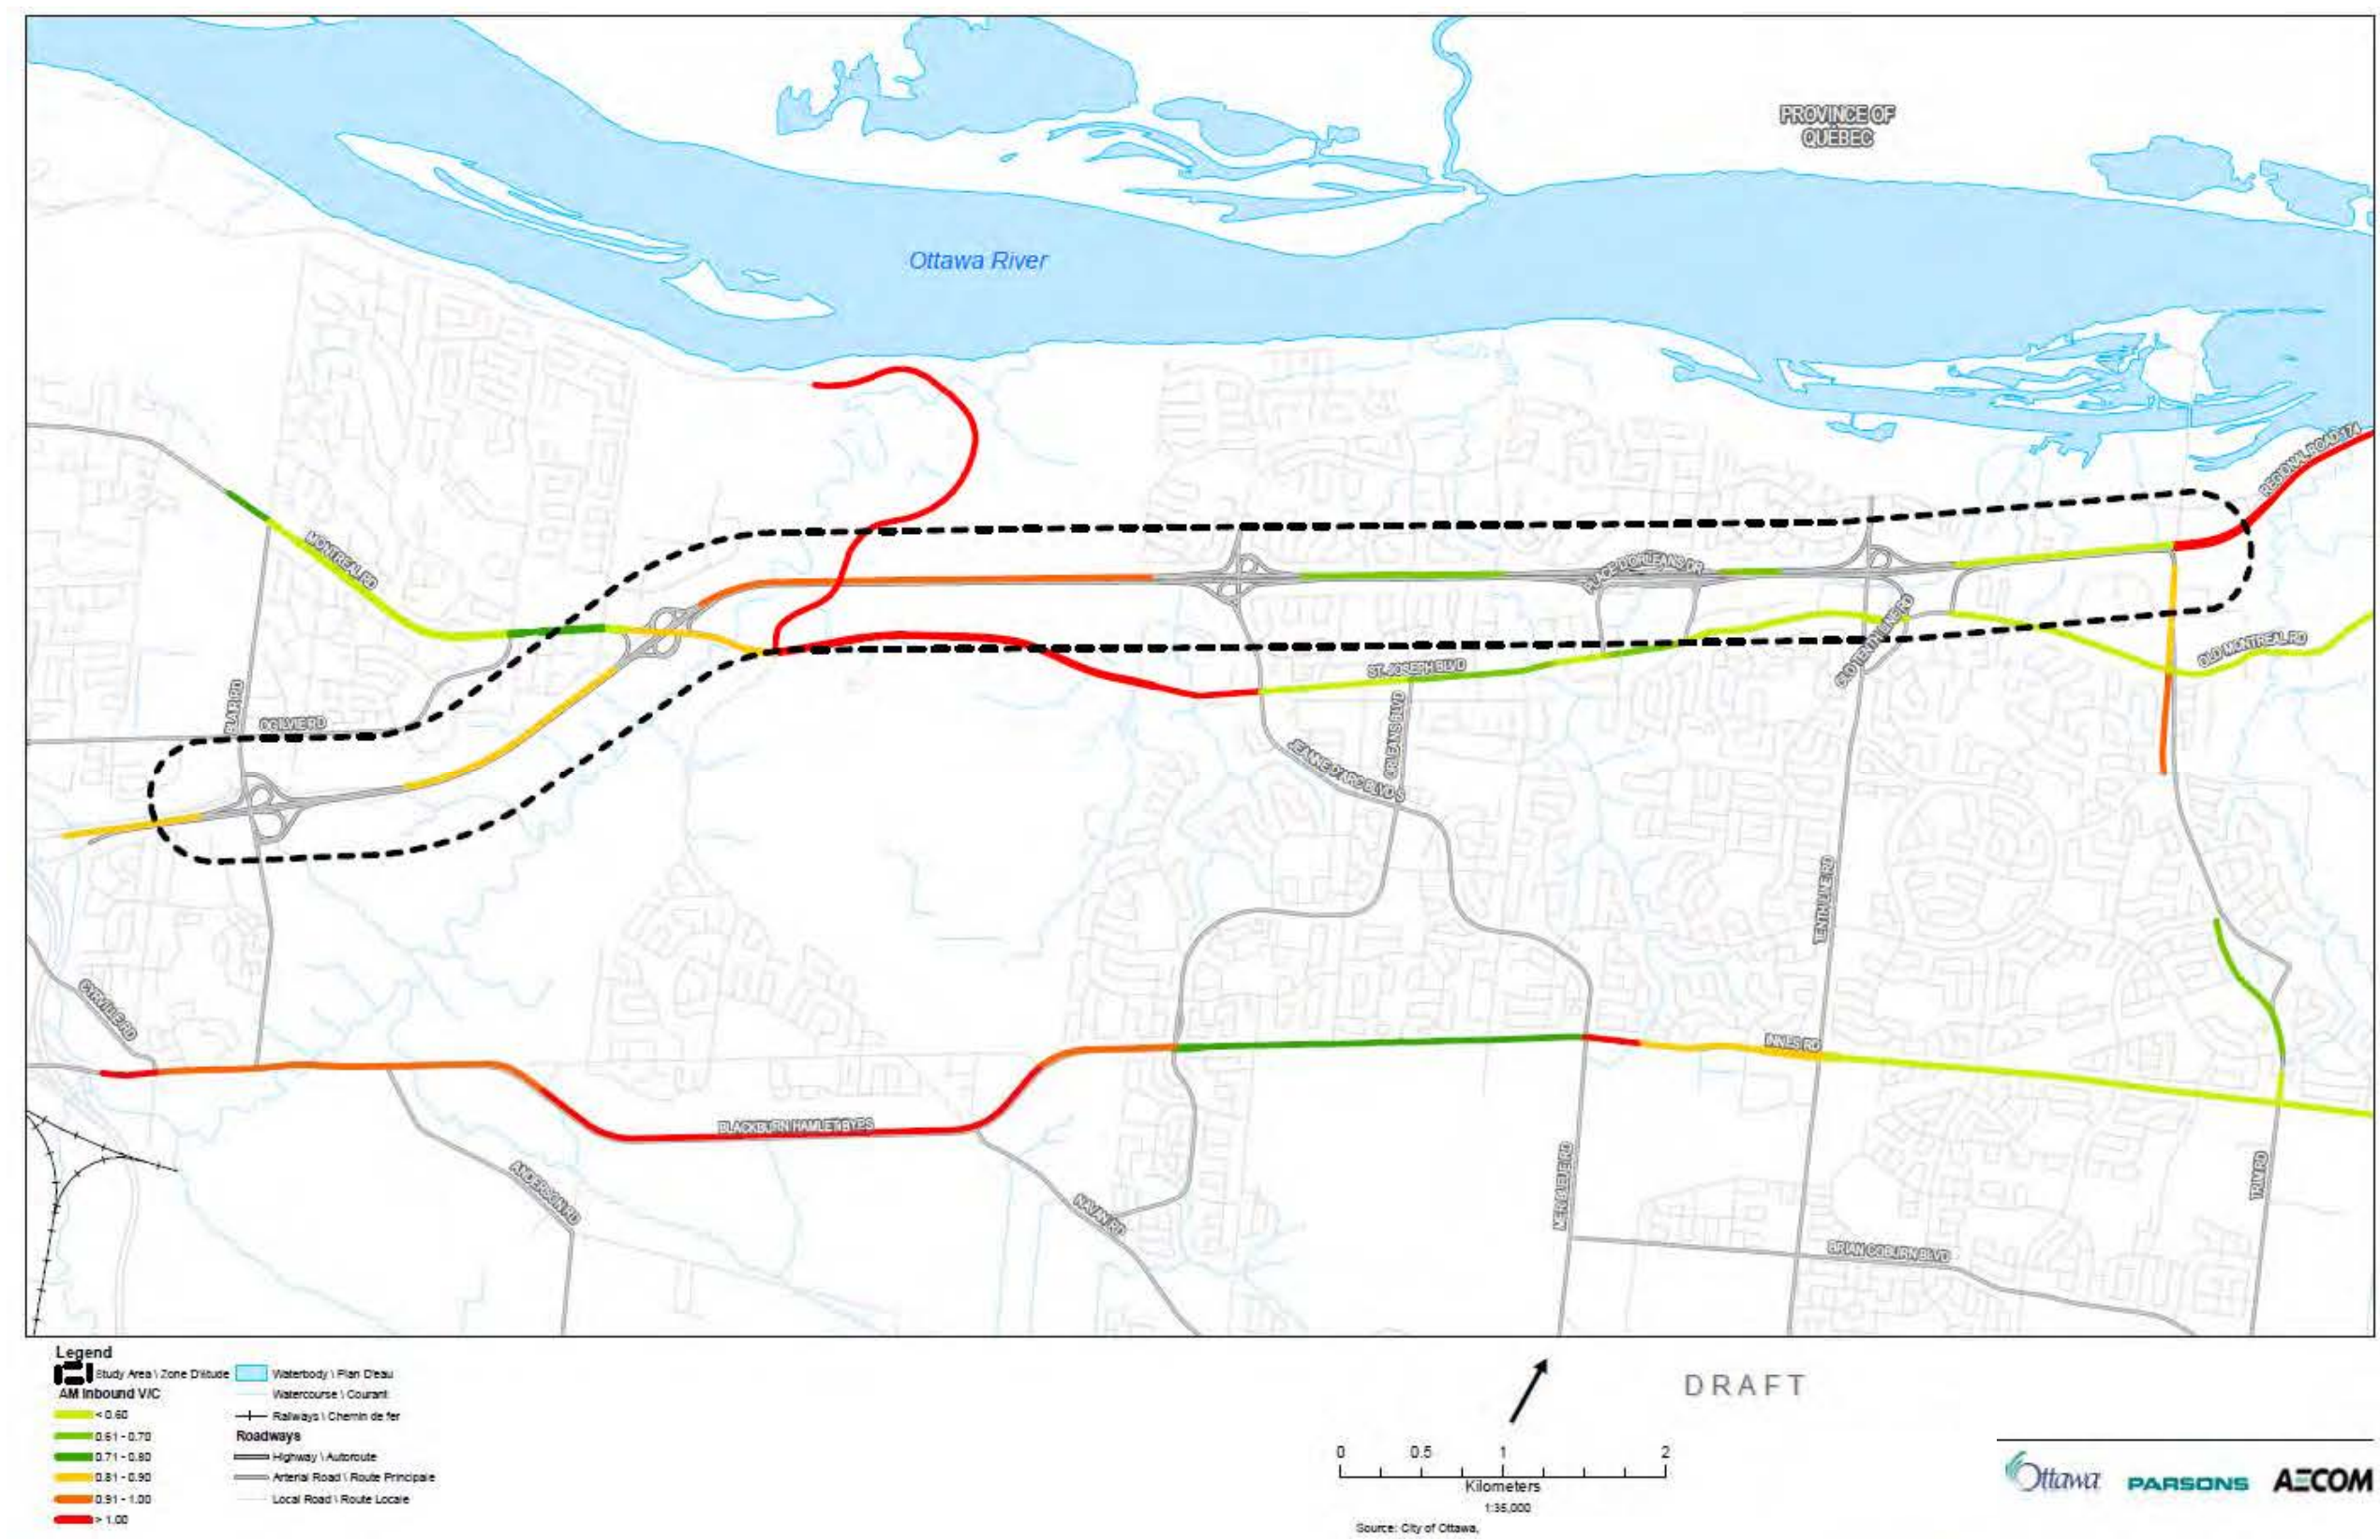 PROVINCE OF
QUÉBEC
Ottawa River
REGIONAL ROAD 174
MONTREAL RD
PLACE D'ORLEANS DR
OLD TENTH LINE RD
OLD MONTREAL RD
ST. JOSEPH BLVD
BLAIR RD
OGILVIE RD
ORLEANS BLVD
JEANNE D'ARC BLVD S
TENTH LINE RD
CYRVILLE RD
INNES RD
BLACKBURN HAMLET BYPS
ANDERSON RD
NAVAN RD
MER BLEUE RD
TRIM RD
BRIAN COBURN BLVD
Legend
Study Area \ Zone D'étude
AM Inbound V/C
< 0.60
0.61 - 0.70
0.71 - 0.80
0.81 - 0.90
0.91 - 1.00
> 1.00
Waterbody \ Plan D'eau
Watercourse \ Courant
Railways \ Chemin de fer
Roadways
Highway \ Autoroute
Arterial Road \ Route Principale
Local Road \ Route Locale
DRAFT
0 0.5 1 2
Kilometers
1:35,000
Source: City of Ottawa,
Ottawa PARSONS AECOM